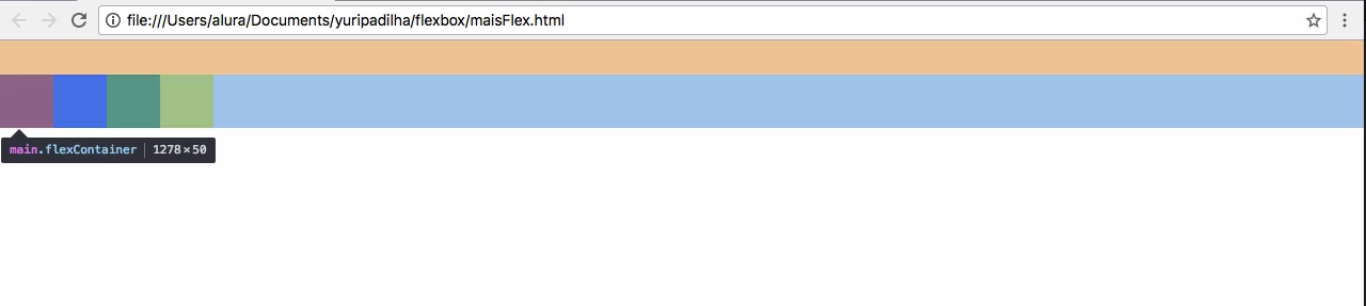 file:///Users/alura/Documents/yuripadilha/flexbox/maisFlex.html
main.flexContainer | 1278×50